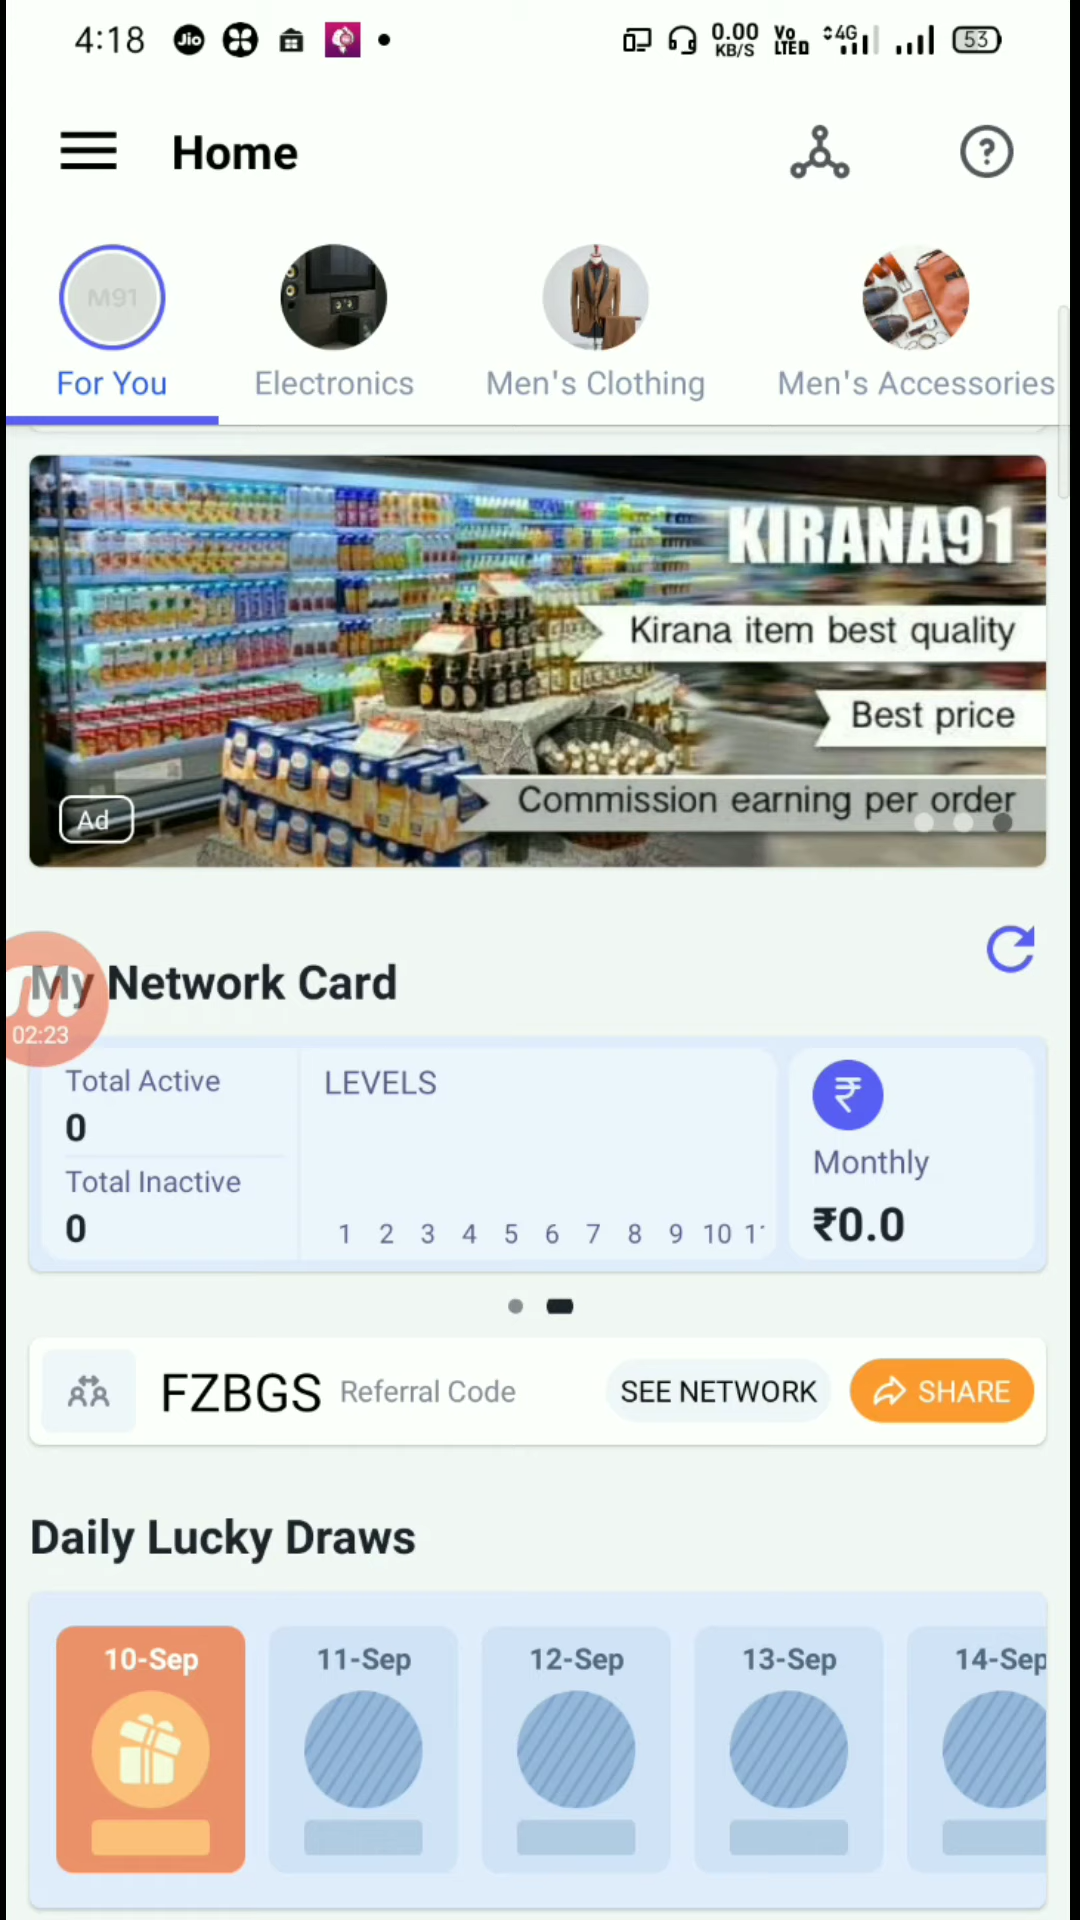 4:18
Jio
0.00
KB/S
Vo
LTE
4G
53
Home
?
M91
For You
Electronics
Men's Clothing
Men's Accessories
KIRANA91
Kirana item best quality
Best price
Commission earning per order
Ad
My Network Card
02:23
Total Active
0
Total Inactive
0
LEVELS
1 2 3 4 5 6 7 8 9 10
₹
Monthly
₹0.0
FZBGS Referral Code
SEE NETWORK
SHARE
Daily Lucky Draws
10-Sep
11-Sep
12-Sep
13-Sep
14-Sep